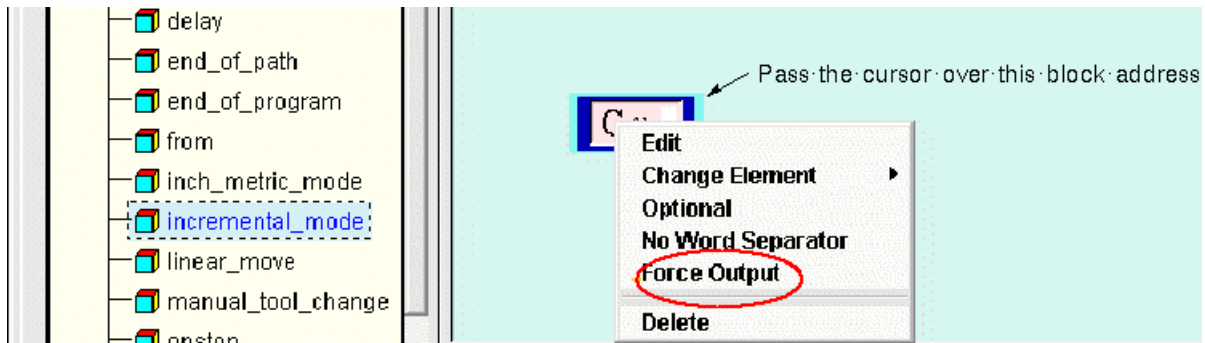 delay
end_of_path
end_of_program
from
inch_metric_mode
incremental_mode
linear_move
manual_tool_change
Pass the cursor over this block address
Edit
Change Element
Optional
No Word Separator
Force Output
Delete